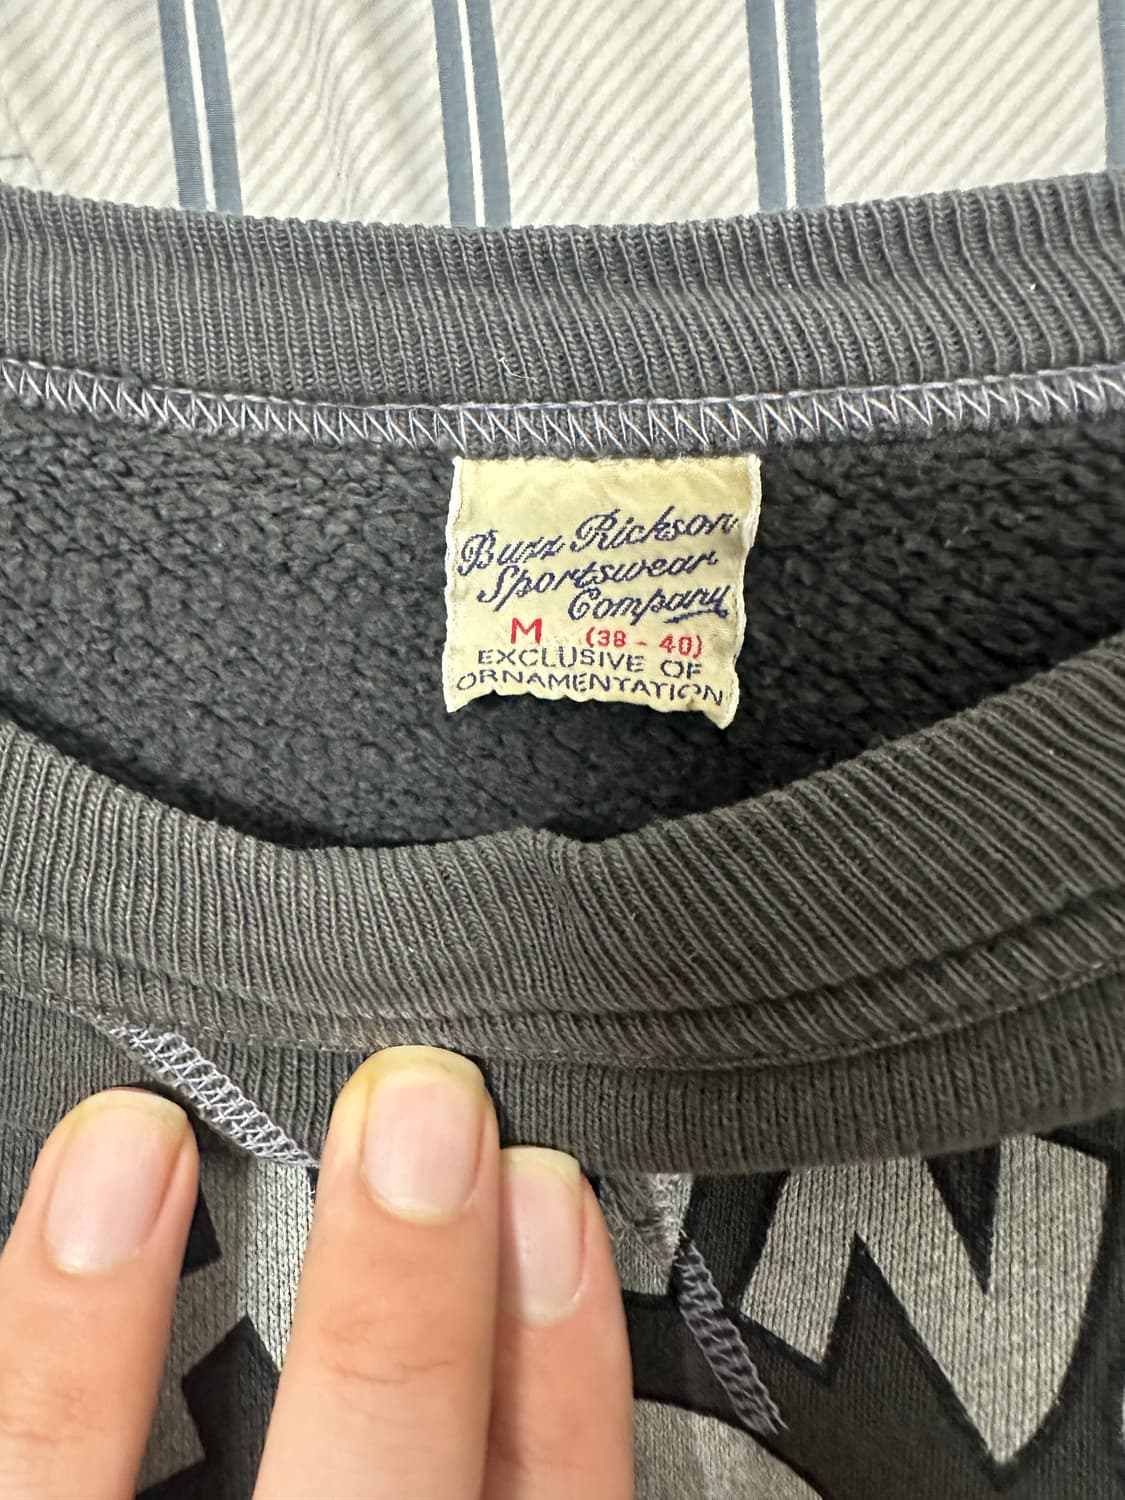 Buzz Rickson
Sportswear
Company
M (38 - 40)
EXCLUSIVE OF
ORNAMENTATION
N